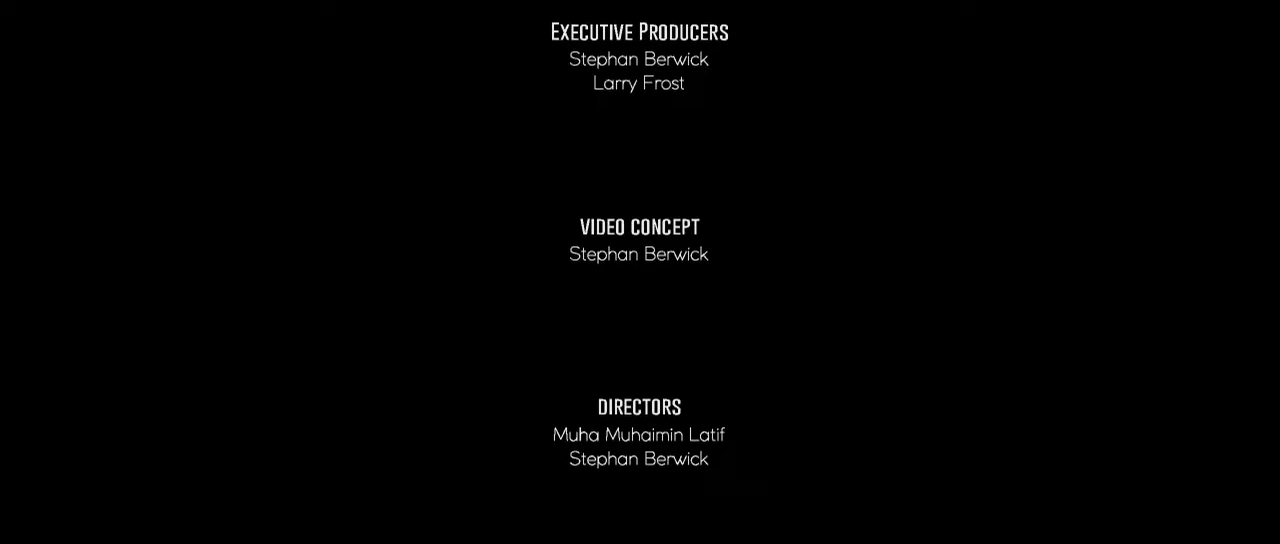 Executive Producers
Stephan Berwick
Larry Frost
VIDEO CONCEPT
Stephan Berwick
DIRECTORS
Muha Muhaimin Latif
Stephan Berwick